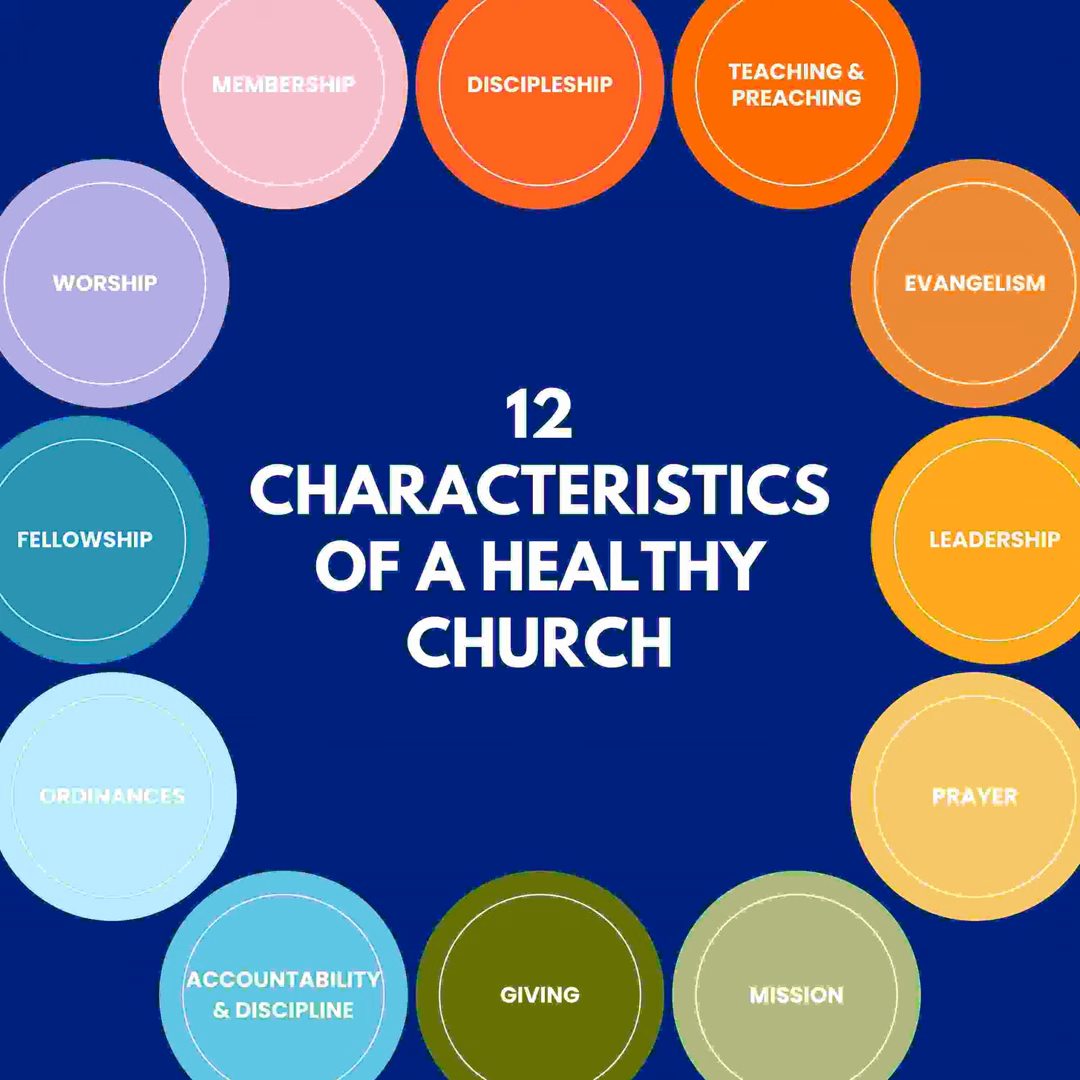 MEMBERSHIP
DISCIPLESHIP
TEACHING &
PREACHING
WORSHIP
EVANGELISM
12
CHARACTERISTICS
OF A HEALTHY
CHURCH
FELLOWSHIP
LEADERSHIP
ORDINANCES
PRAYER
ACCOUNTABILITY
& DISCIPLINE
GIVING
MISSION